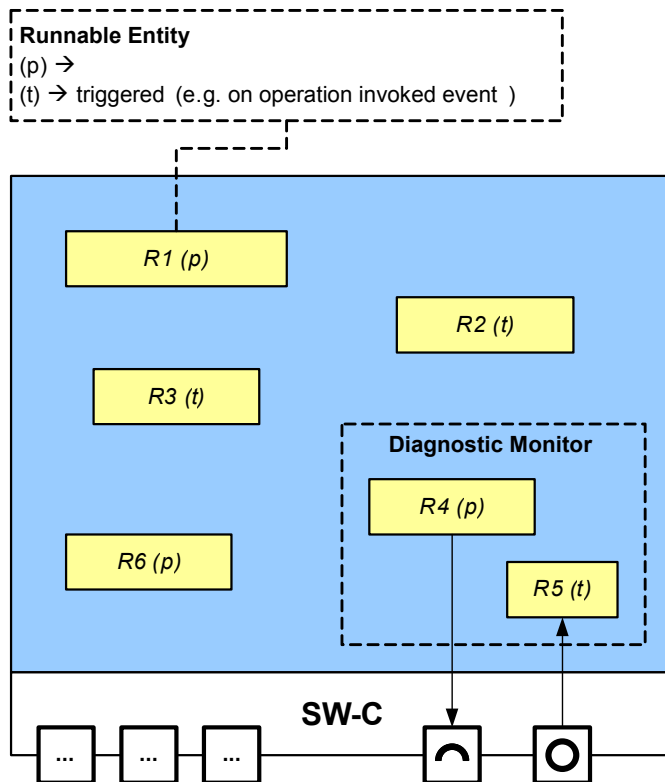 Runnable Entity
(p) →
(t) → triggered (e.g. on operation invoked event )
R1 (p)
R2 (t)
R3 (t)
Diagnostic Monitor
R4 (p)
R6 (p)
R5 (t)
SW-C
... ... ...